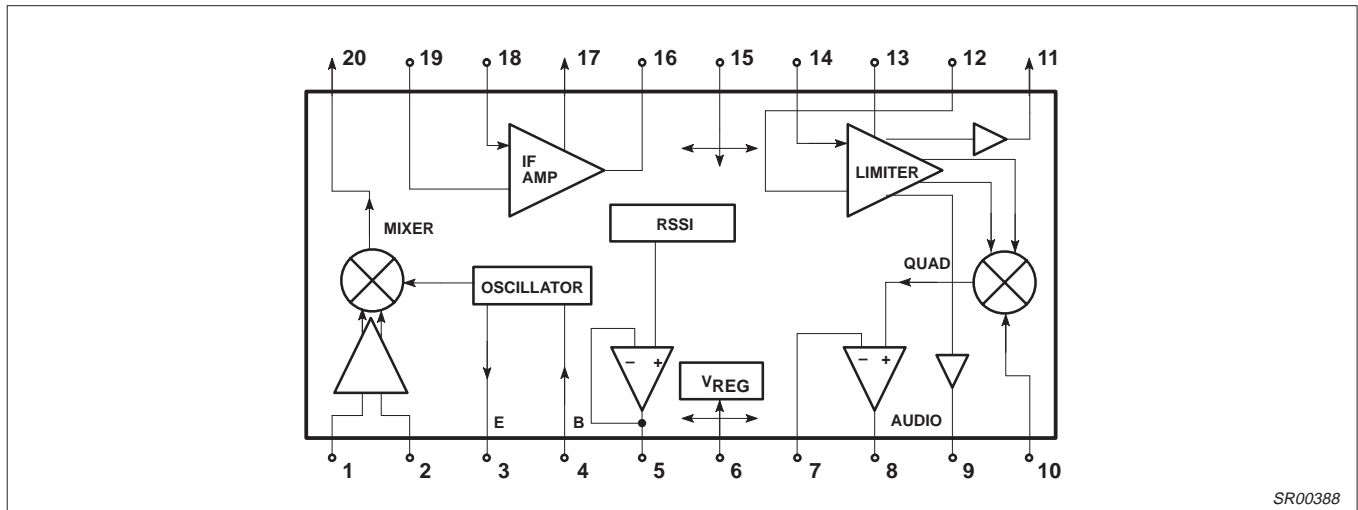 20 19 18 17 16 15 14 13 12 11
IF
AMP
LIMITER
RSSI
MIXER
QUAD
OSCILLATOR
– +
– +
VREG
E B AUDIO
1 2 3 4 5 6 7 8 9 10
SR00388